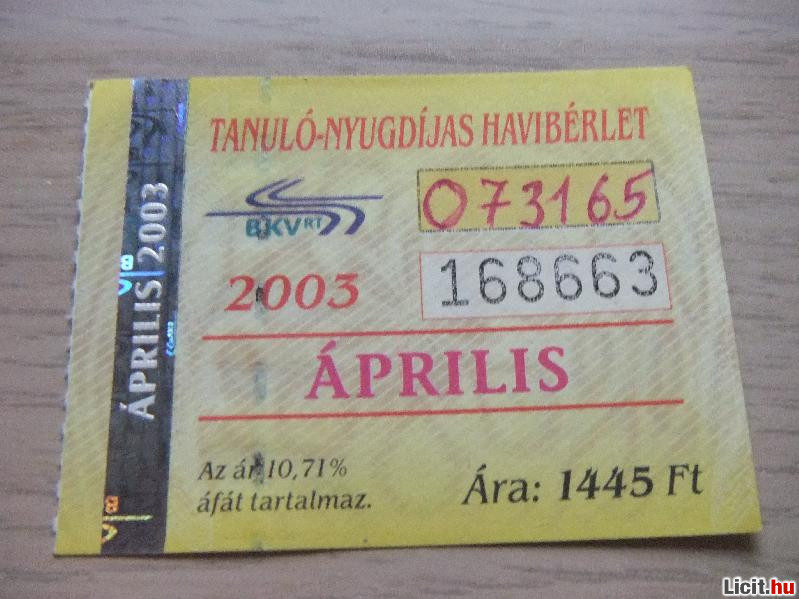 TANULÓ-NYUGDÍJAS HAVIBÉRLET
BKV RT
073165
2003
168663
ÁPRILIS
Az ár 10,71%
áfát tartalmaz.
Ára: 1445 Ft
ÁPRILIS 2003
Licit.hu